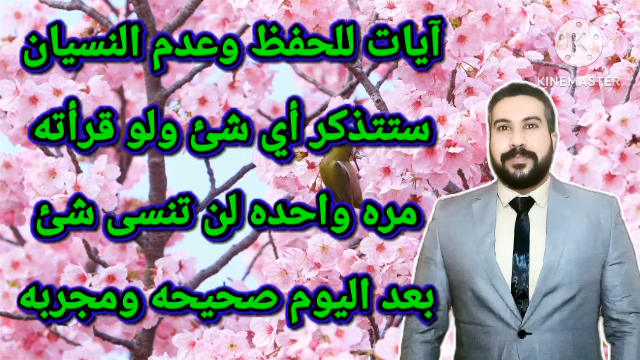 آيات للحفظ وعدم النسيان
ستتذكر أي شئ ولو قرأته
مره واحده لن تنسى شئ
بعد اليوم صحيحه ومجربه
KINEMASTER